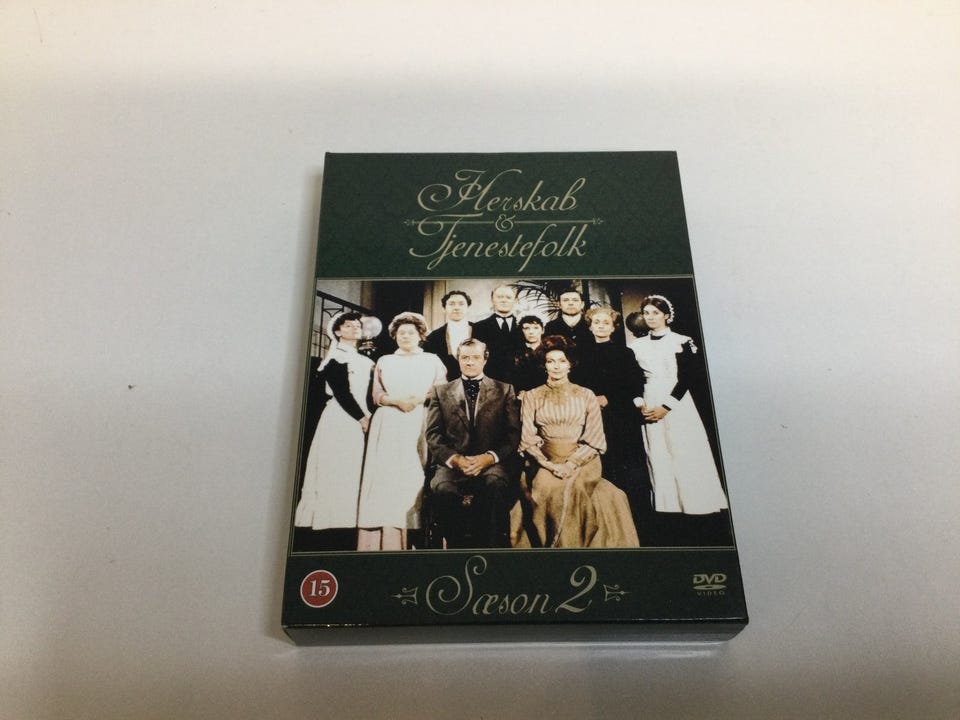 Herskab
&
Tjenestefolk
15
Sæson 2
DVD
VIDEO